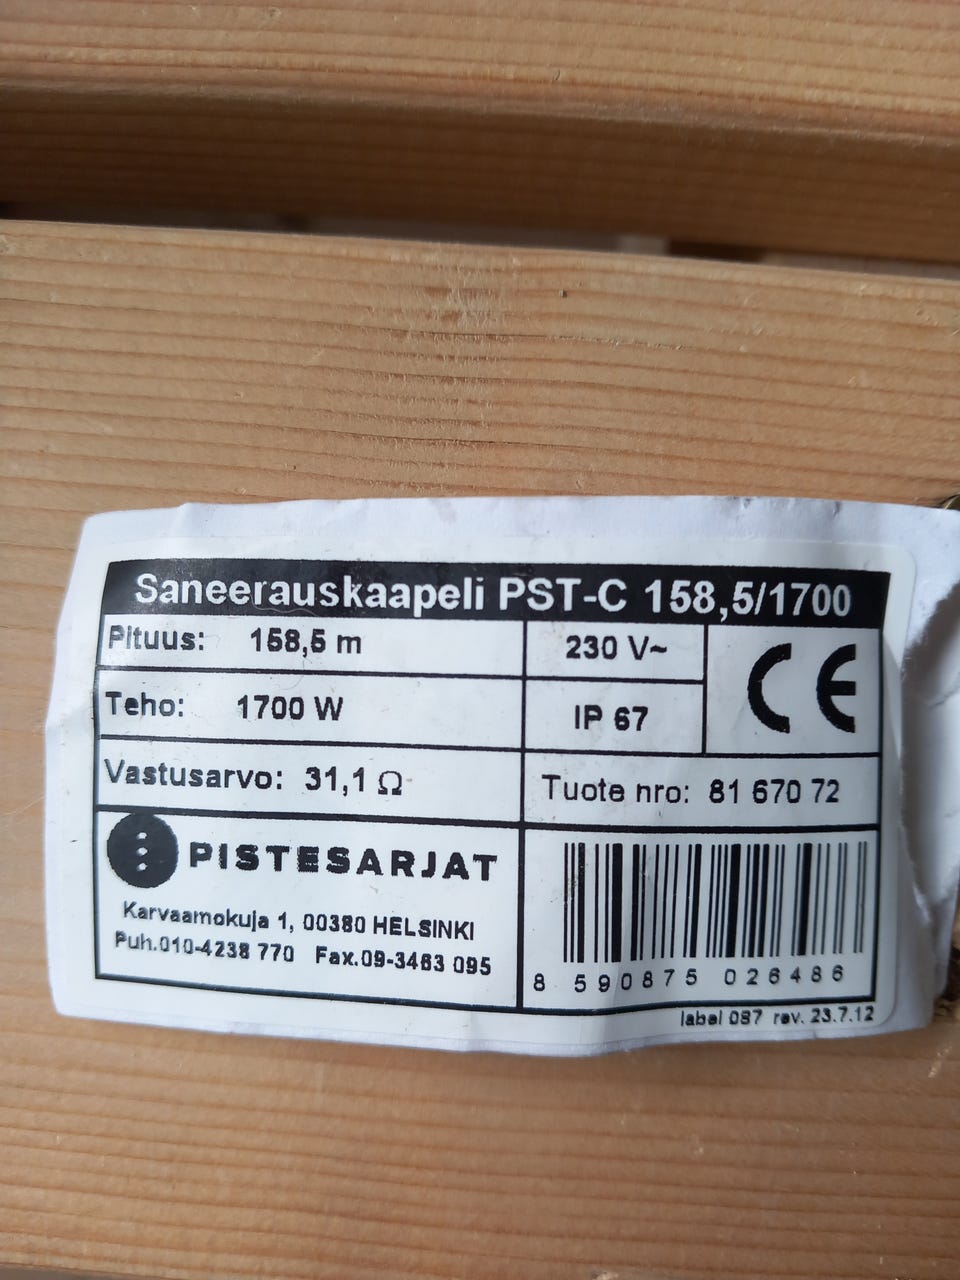 Saneerauskaapeli PST-C 158,5/1700
Pituus: 158,5 m
230 V~
CE
Teho: 1700 W
IP 67
Vastusarvo: 31,1 Ω
Tuote nro: 81 670 72
PISTESARJAT
Karvaamokuja 1, 00380 HELSINKI
Puh.010-4238 770 Fax.09-3463 095
8 590875 026486
label 087 rev. 23.7.12